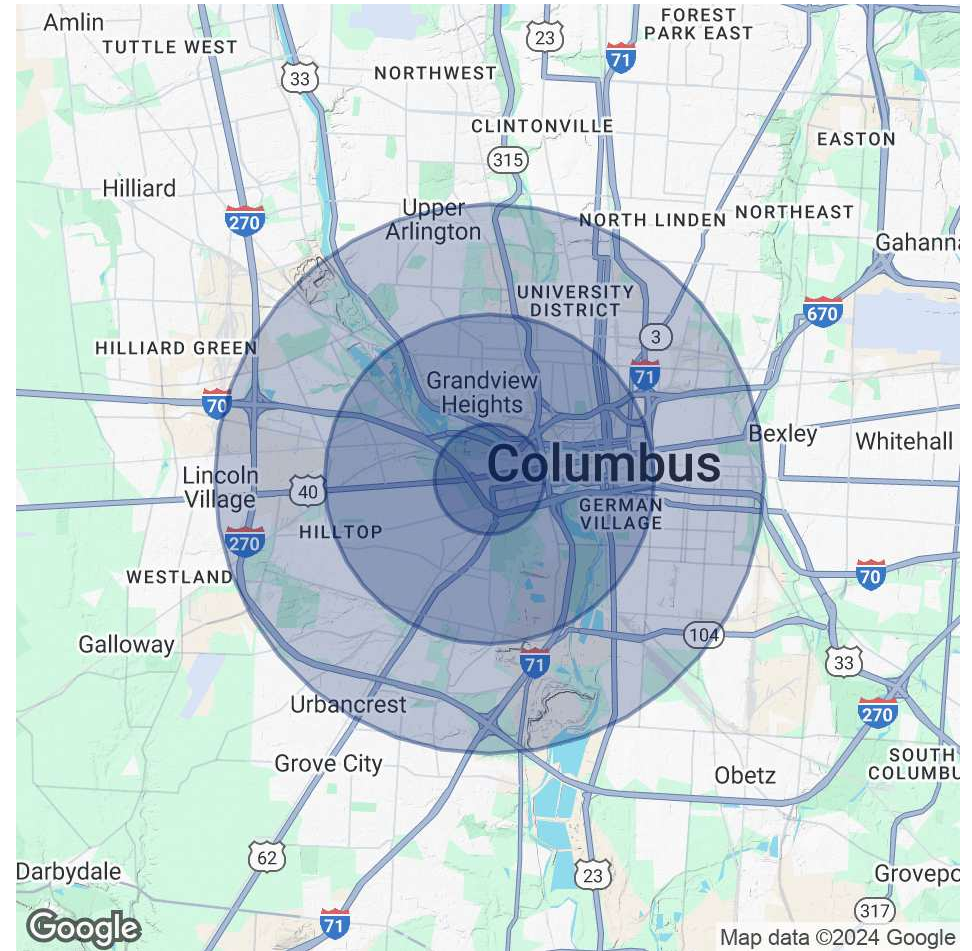 Amlin
TUTTLE WEST
33
23
FOREST
PARK EAST
71
NORTHWEST
CLINTONVILLE
315
EASTON
Hilliard
270
Upper
Arlington
NORTH LINDEN
NORTHEAST
Gahanna
UNIVERSITY
DISTRICT
670
3
HILLIARD GREEN
71
Grandview
Heights
70
Bexley
Whitehall
Columbus
Lincoln
Village
40
GERMAN
VILLAGE
HILLTOP
270
WESTLAND
70
Galloway
104
71
33
Urbancrest
270
Grove City
SOUTH
COLUMBU
Obetz
62
Darbydale
23
Grovepo
317
71
Google
Map data ©2024 Google